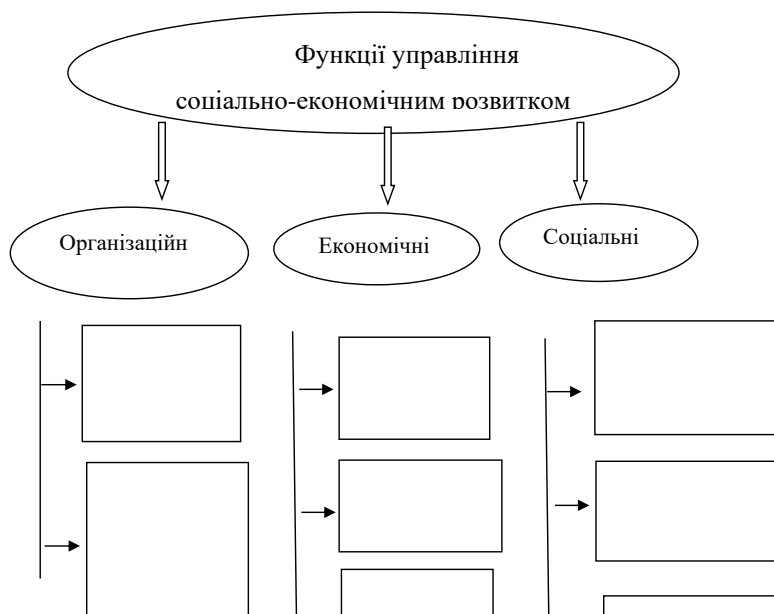 Функції управління
соціально-економічним розвитком
Організаційн
Економічні
Соціальні